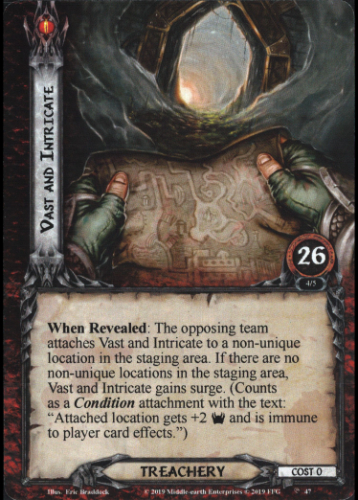 VAST AND INTRICATE
26
4/5
When Revealed: The opposing team
attaches Vast and Intricate to a non-unique
location in the staging area. If there are no
non-unique locations in the staging area,
Vast and Intricate gains surge. (Counts
as a Condition attachment with the text:
“Attached location gets +2 and is immune
to player card effects.”)
TREACHERY
COST 0
Illus. Eric Braddock
© 2019 Middle-earth Enterprises © 2019 FFG
47